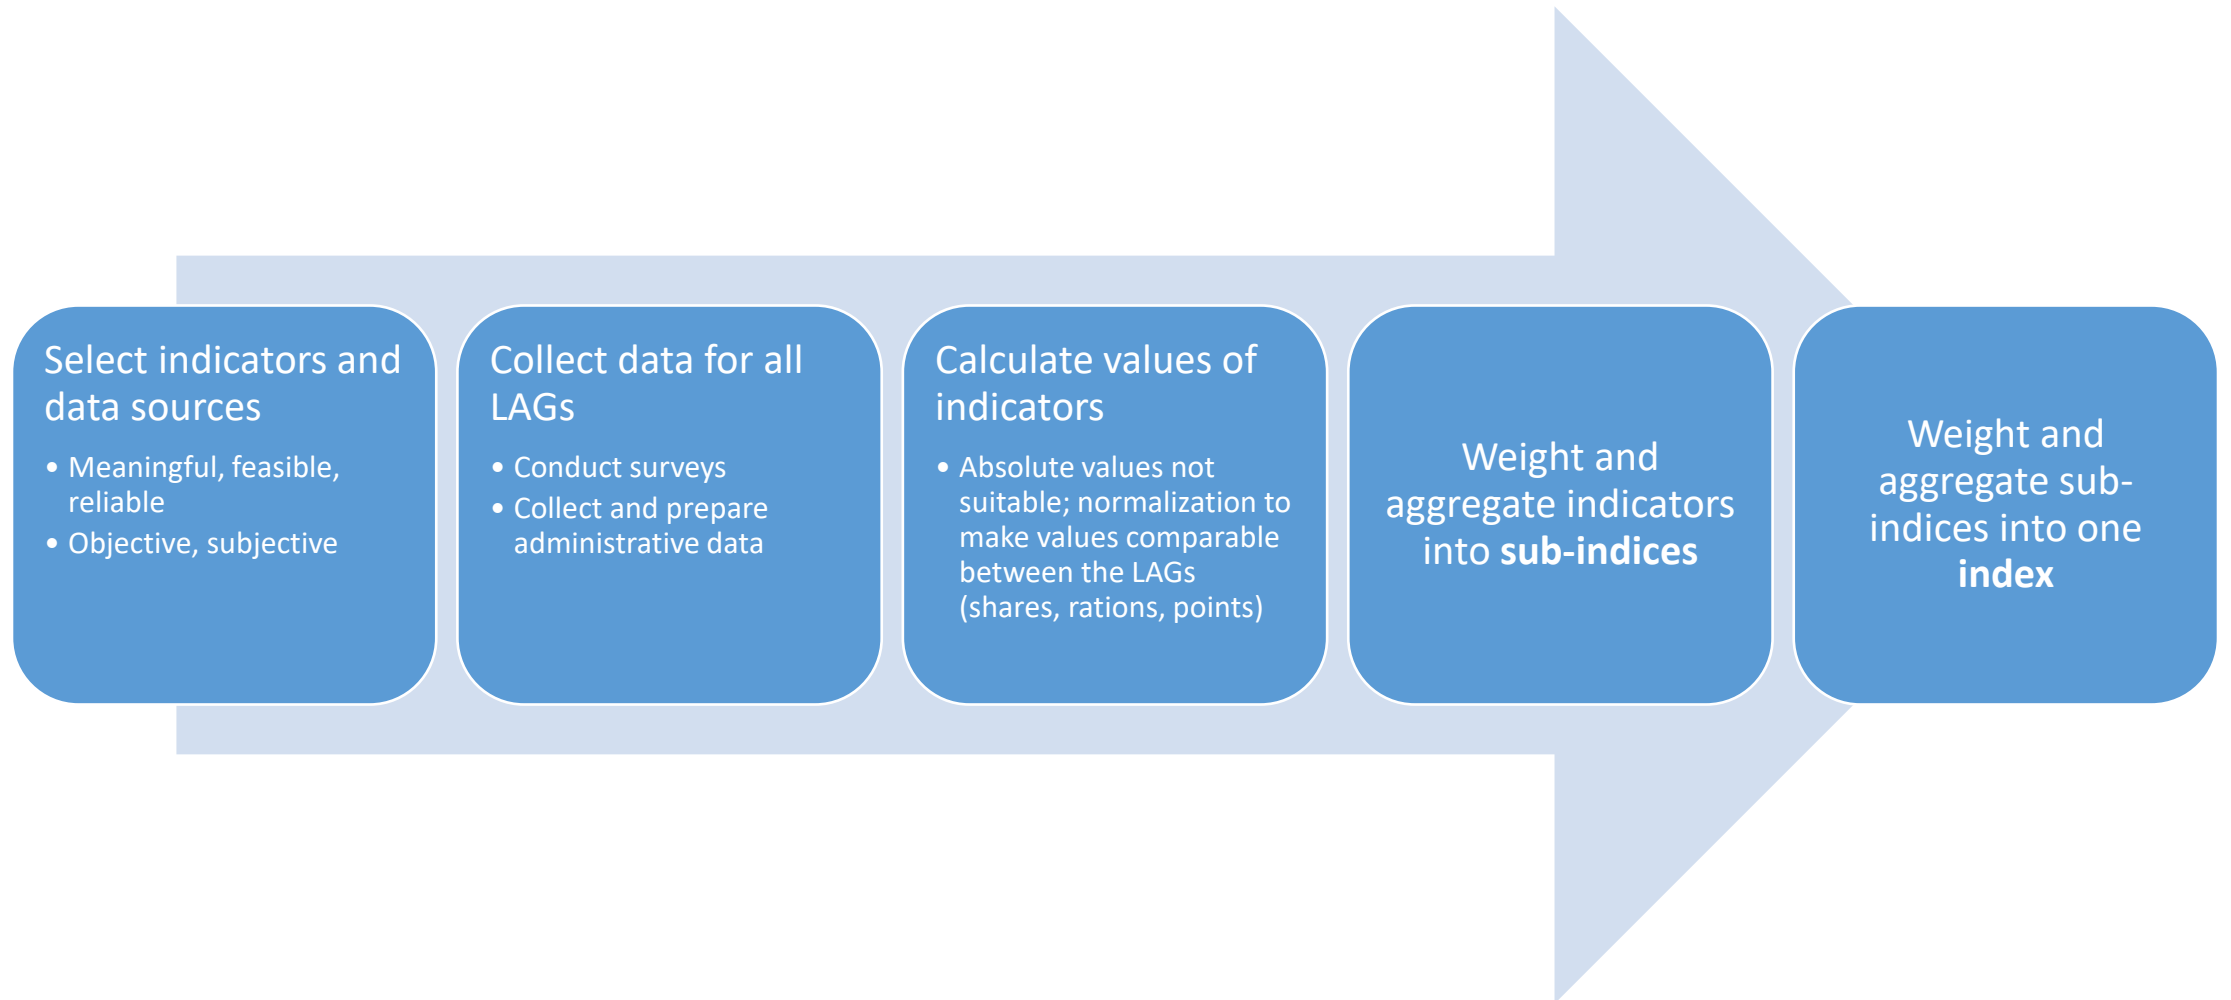 Select indicators and
data sources
• Meaningful, feasible,
reliable
• Objective, subjective
Collect data for all
LAGs
• Conduct surveys
• Collect and prepare
administrative data
Calculate values of
indicators
• Absolute values not
suitable; normalization to
make values comparable
between the LAGs
(shares, rations, points)
Weight and
aggregate indicators
into sub-indices
Weight and
aggregate sub-
indices into one
index